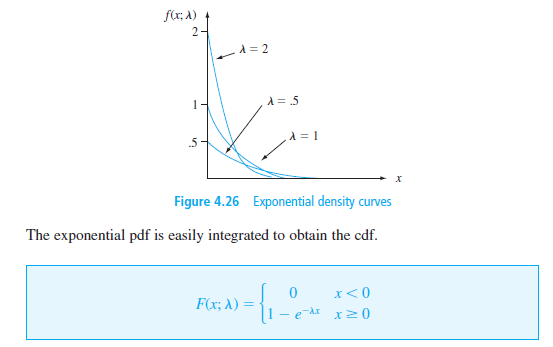 f(x; λ)
2
λ = 2
1
λ = .5
.5
λ = 1
x
Figure 4.26 Exponential density curves
The exponential pdf is easily integrated to obtain the cdf.
F(x; λ) = { 0 x < 0
1 − e^−λx x ≥ 0